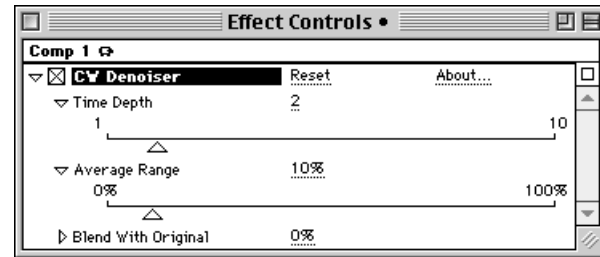 Effect Controls •
Comp 1
CW Denoiser Reset About...
Time Depth 2
1 10
Average Range 10%
0% 100%
Blend With Original 0%